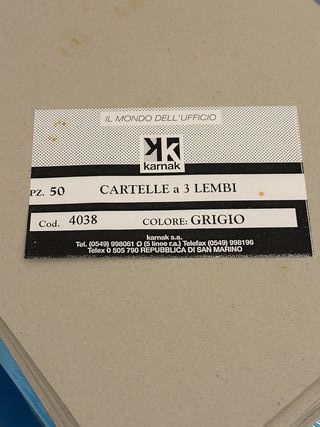 IL MONDO DELL'UFFICIO
karnak
PZ. 50 CARTELLE a 3 LEMBI
Cod. 4038 COLORE: GRIGIO
karnak s.a.
Tel. (0549) 998061 O (5 linee r.a.) Telefax (0549) 998196
Telex 0 505 790 REPUBBLICA DI SAN MARINO